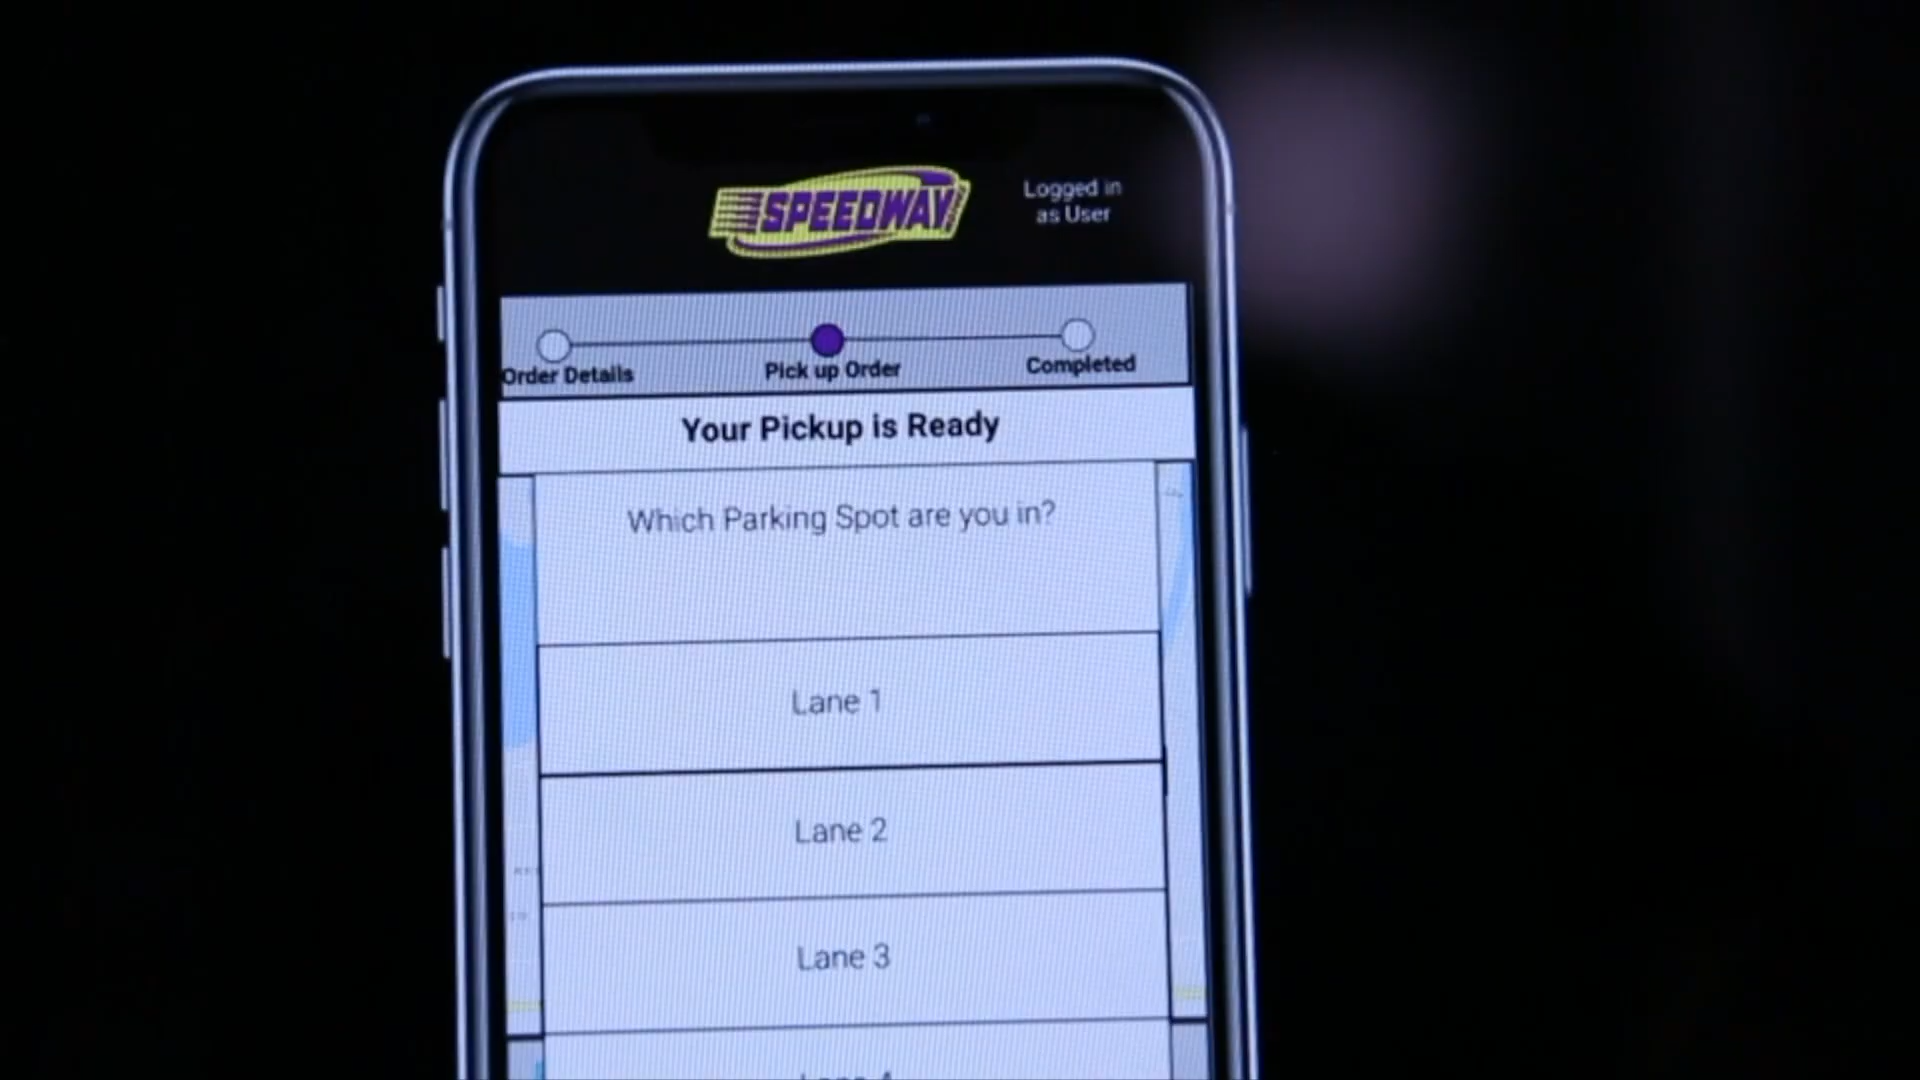 SPEEDWAY
Logged in
as User
Order Details
Pick up Order
Completed
Your Pickup is Ready
Which Parking Spot are you in?
Lane 1
Lane 2
Lane 3